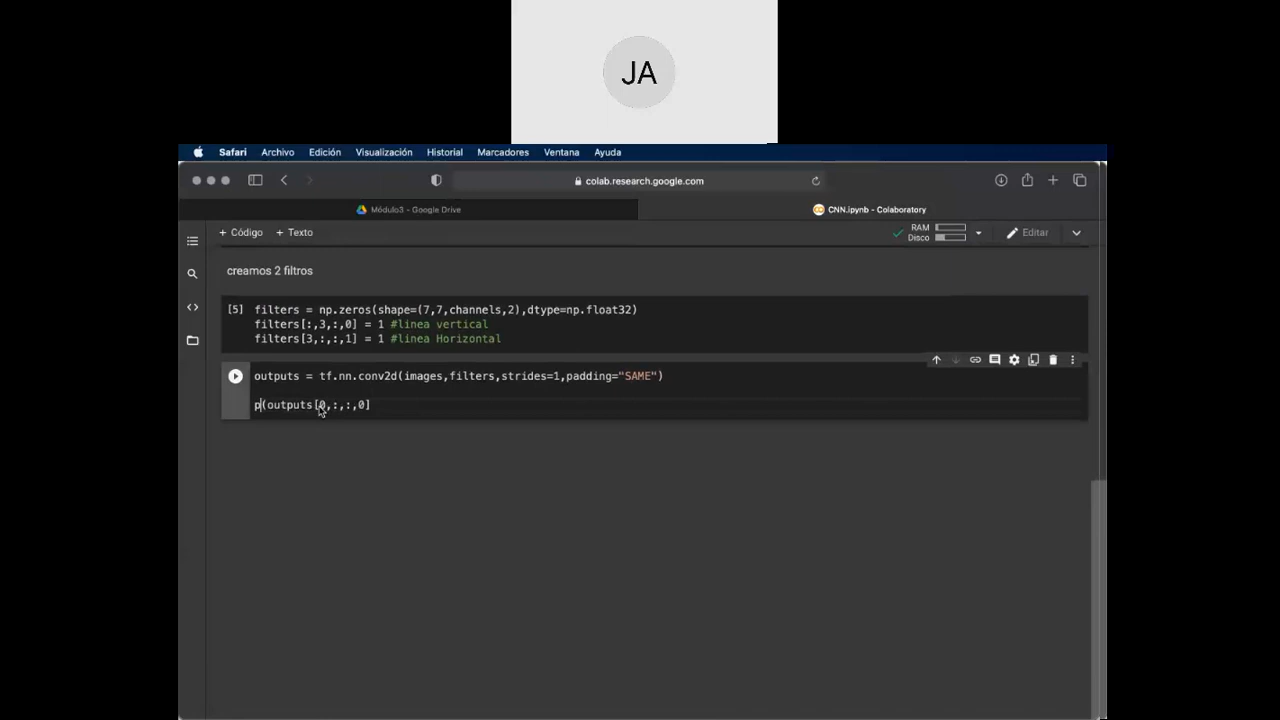 JA
Safari Archivo Edición Visualización Historial Marcadores Ventana Ayuda
colab.research.google.com
Módulo3 - Google Drive
CNN.ipynb - Colaboratory
+ Código + Texto
RAM
Disco
Editar
creamos 2 filtros
[5] filters = np.zeros(shape=(7,7,channels,2),dtype=np.float32)
filters[:,3,:,0] = 1 #linea vertical
filters[3,:,:,1] = 1 #linea Horizontal
outputs = tf.nn.conv2d(images,filters,strides=1,padding="SAME")
p(outputs[0,:,:,0]